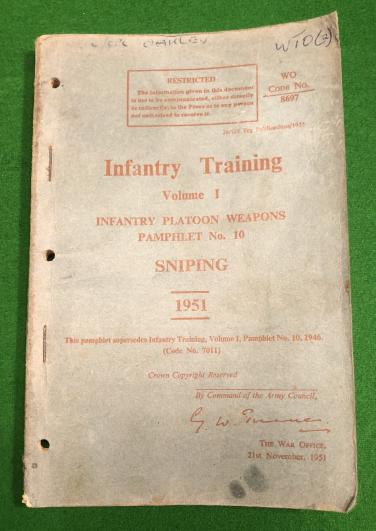 OAKLEY
W10(2)
RESTRICTED
The information given in this document
is not to be communicated, either directly
or indirectly, to the Press or to any person
not authorized to receive it.
WO
Code No.
8697
Infantry Training
Volume I
INFANTRY PLATOON WEAPONS
PAMPHLET No. 10
SNIPING
1951
This pamphlet supersedes Infantry Training, Volume I, Pamphlet No. 10, 1946.
(Code No. 7011)
Crown Copyright Reserved
By Command of the Army Council,
THE WAR OFFICE,
21st November, 1951